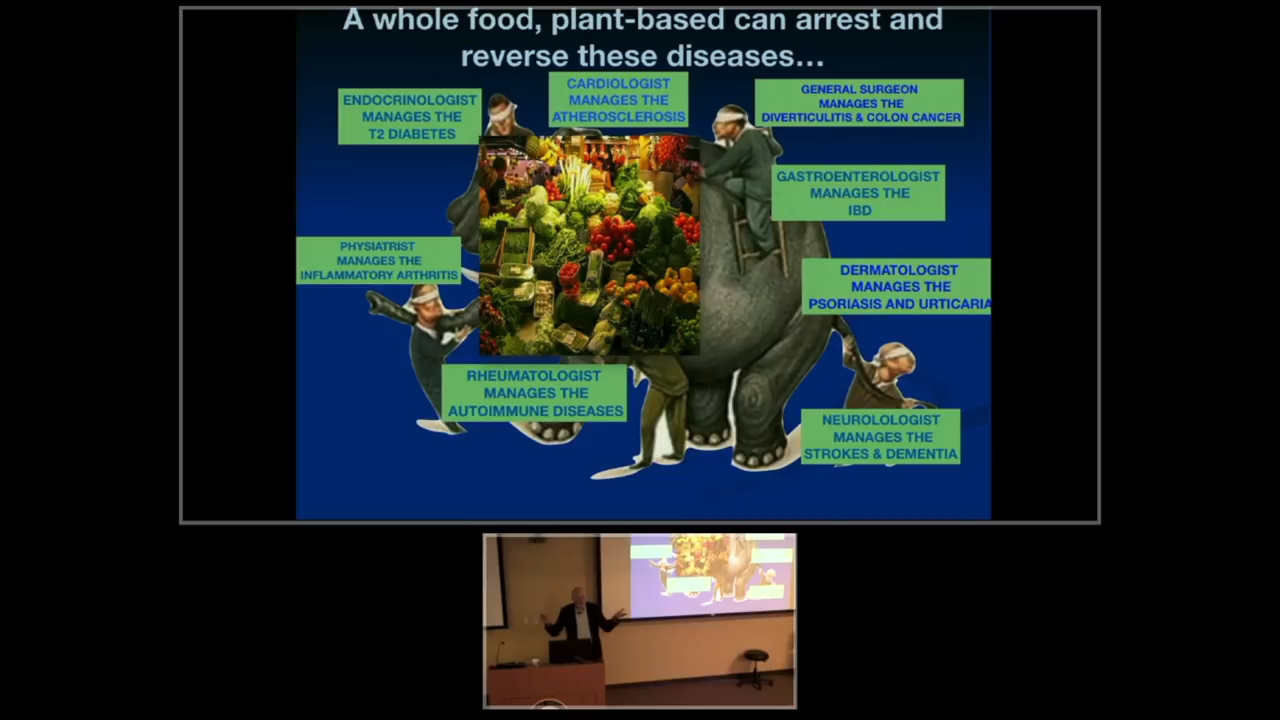 A whole food, plant-based can arrest and
reverse these diseases...
ENDOCRINOLOGIST
MANAGES THE
T2 DIABETES
CARDIOLOGIST
MANAGES THE
ATHEROSCLEROSIS
GENERAL SURGEON
MANAGES THE
DIVERTICULITIS & COLON CANCER
GASTROENTEROLOGIST
MANAGES THE
IBD
PHYSIATRIST
MANAGES THE
INFLAMMATORY ARTHRITIS
DERMATOLOGIST
MANAGES THE
PSORIASIS AND URTICARIA
RHEUMATOLOGIST
MANAGES THE
AUTOIMMUNE DISEASES
NEUROLOLOGIST
MANAGES THE
STROKES & DEMENTIA